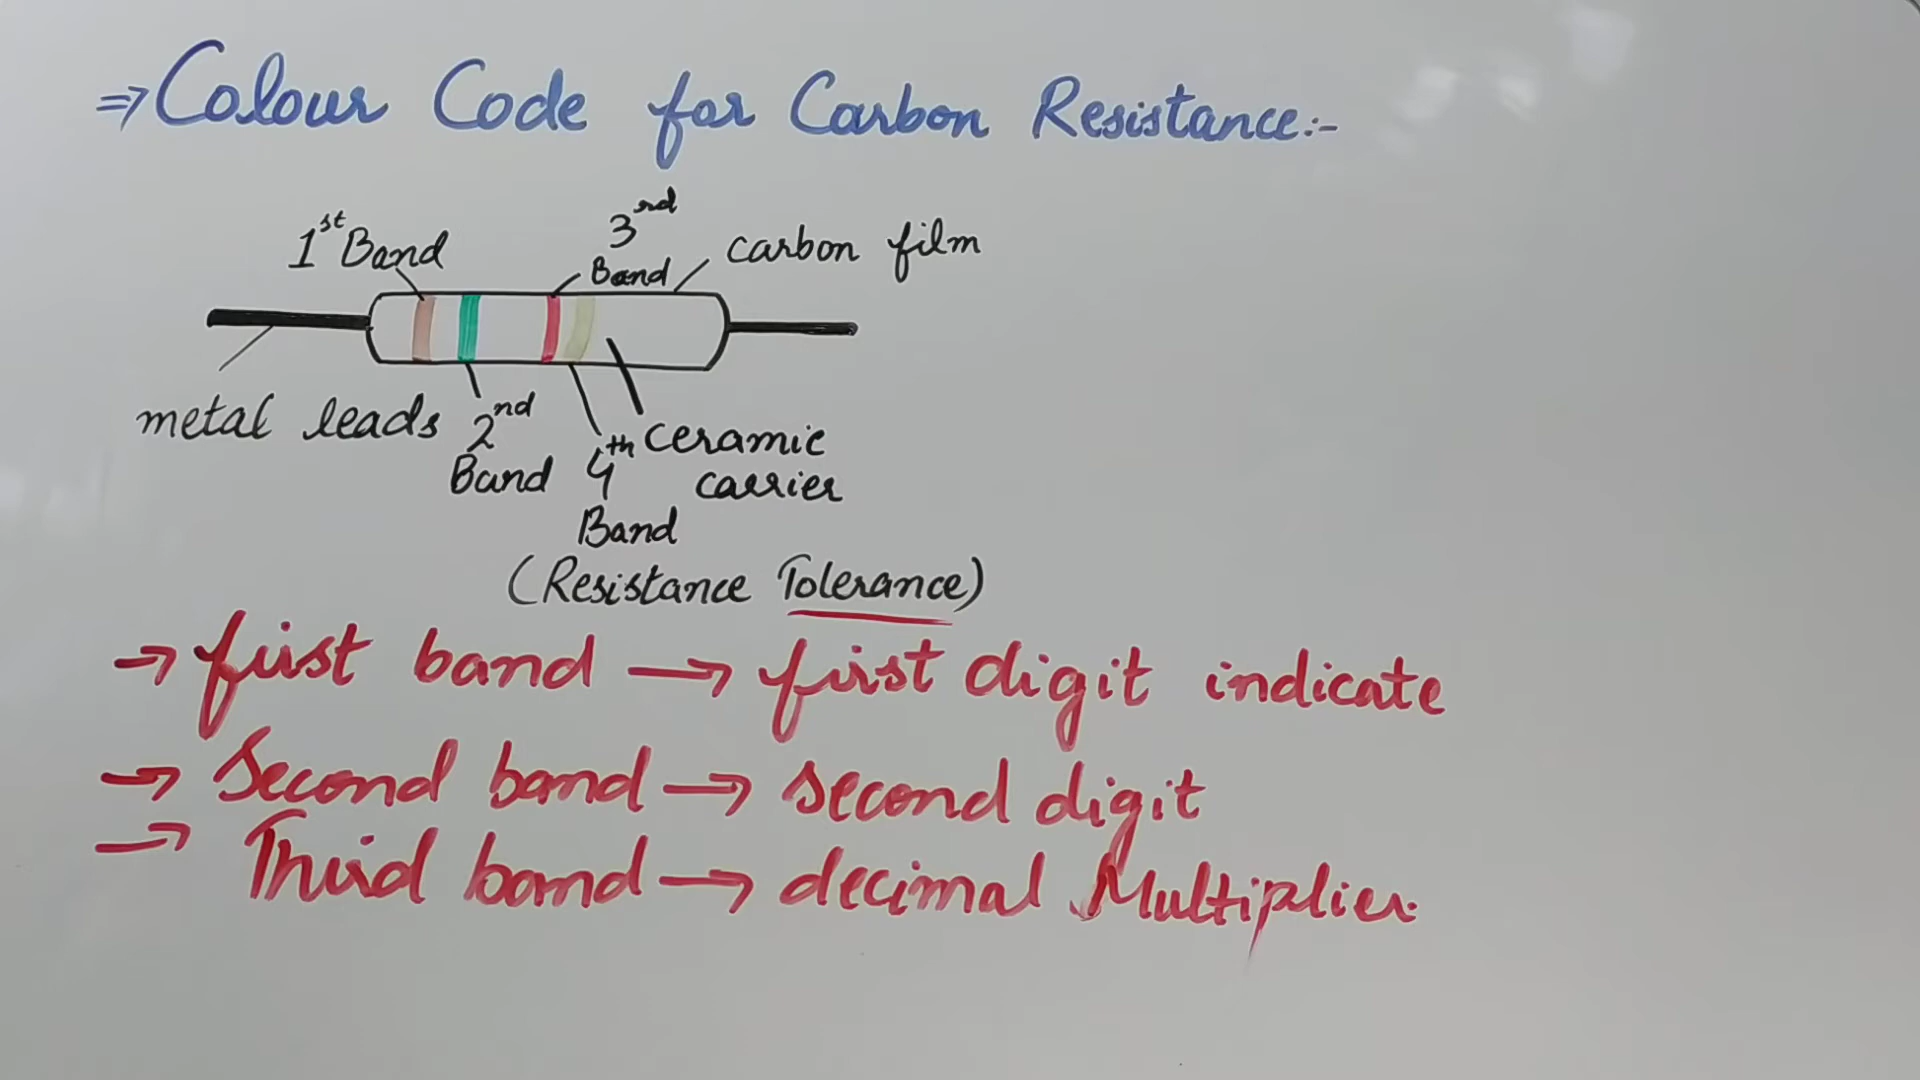 ⇒ Colour Code for Carbon Resistance:-
1st Band
3rd Band
carbon film
metal leads
2nd Band
4th Band
(Resistance Tolerance)
ceramic carrier
→ first band → first digit indicate
→ Second band → second digit
→ Third band → decimal Multiplier.